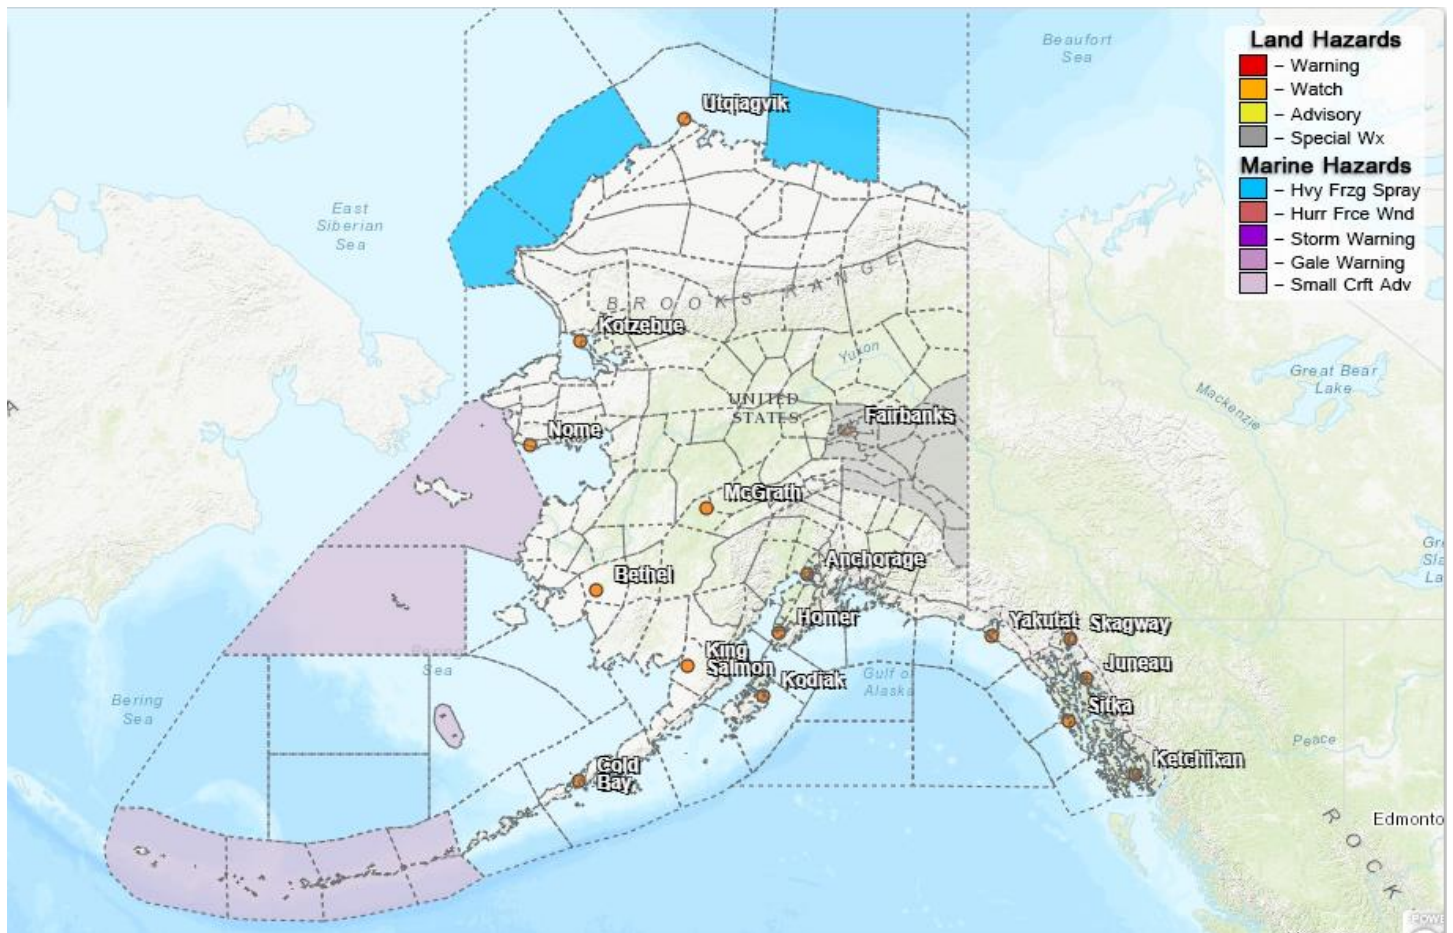 Beaufort
Sea
Land Hazards
- Warning
- Watch
- Advisory
- Special Wx
Marine Hazards
- Hvy Frzg Spray
- Hurr Frce Wnd
- Storm Warning
- Gale Warning
- Small Crft Adv
Utqiagvik
East
Siberian
Sea
BROOKS RANGE
Kotzebue
Yukon
Great Bear
Lake
Mackenzie
UNITED
STATES
Fairbanks
Nome
McGrath
Anchorage
Bethel
Homer
Yakutat
Skagway
King
Salmon
Juneau
Kodiak
Gulf of
Alaska
Sea
Bering
Sea
Sitka
Peace
Ketchikan
Cold
Bay
Edmonto
ROCK
POWE